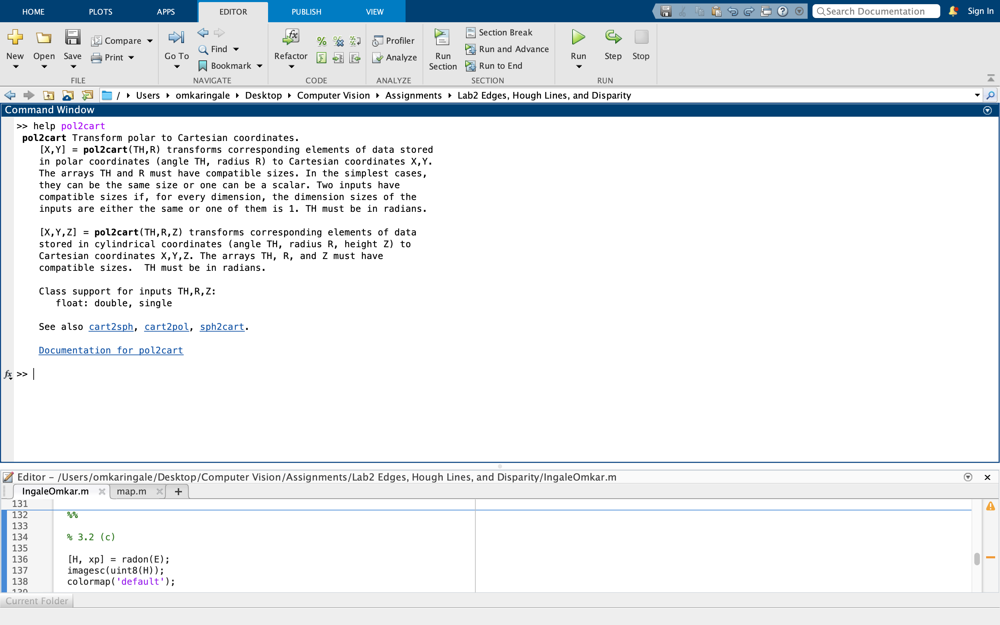 HOME PLOTS APPS EDITOR PUBLISH VIEW Search Documentation Sign In
New Open Save Compare Print
FILE
Go To Find Bookmark
NAVIGATE
Refactor
CODE
Profiler
Analyze
ANALYZE
Run Section
Section Break
Run and Advance
Run to End
SECTION
Run Step Stop
RUN
/ Users omkaringale Desktop Computer Vision Assignments Lab2 Edges, Hough Lines, and Disparity
Command Window
>> help pol2cart
pol2cart Transform polar to Cartesian coordinates.
[X,Y] = pol2cart(TH,R) transforms corresponding elements of data stored
in polar coordinates (angle TH, radius R) to Cartesian coordinates X,Y.
The arrays TH and R must have compatible sizes. In the simplest cases,
they can be the same size or one can be a scalar. Two inputs have
compatible sizes if, for every dimension, the dimension sizes of the
inputs are either the same or one of them is 1. TH must be in radians.
[X,Y,Z] = pol2cart(TH,R,Z) transforms corresponding elements of data
stored in cylindrical coordinates (angle TH, radius R, height Z) to
Cartesian coordinates X,Y,Z. The arrays TH, R, and Z must have
compatible sizes.  TH must be in radians.
Class support for inputs TH,R,Z:
float: double, single
See also cart2sph, cart2pol, sph2cart.
Documentation for pol2cart
fx >>
Editor – /Users/omkaringale/Desktop/Computer Vision/Assignments/Lab2 Edges, Hough Lines, and Disparity/IngaleOmkar.m
IngaleOmkar.m map.m +
131
132 %%
133
134 % 3.2 (c)
135
136 [H, xp] = radon(E);
137 imagesc(uint8(H));
138 colormap('default');
139
Current Folder